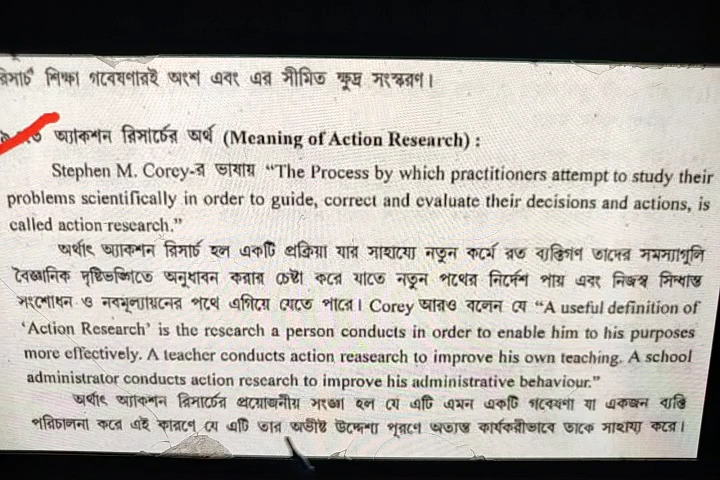 রিসার্চ শিক্ষা গবেষণারই অংশ এবং এর সীমিত ক্ষুদ্র সংস্করণ।
অ্যাকশন রিসার্চের অর্থ (Meaning of Action Research) :
Stephen M. Corey-র ভাষায় “The Process by which practitioners attempt to study their
problems scientifically in order to guide, correct and evaluate their decisions and actions, is
called action research.”
অর্থাৎ অ্যাকশন রিসার্চ হল একটি প্রক্রিয়া যার সাহায্যে নতুন কর্মে ব্রত ব্যক্তিগণ তাদের সমস্যাগুলি
বৈজ্ঞানিক দৃষ্টিভঙ্গিতে অনুধাবন করার চেষ্টা করে যাতে নতুন পথের নির্দেশ পায় এবং নিজস্ব সিদ্ধান্ত
সংশোধন ও নবমূল্যায়নের পথে এগিয়ে যেতে পারে। Corey আরও বলেন যে “A useful definition of
‘Action Research’ is the research a person conducts in order to enable him to his purposes
more effectively. A teacher conducts action reasearch to improve his own teaching. A school
administrator conducts action research to improve his administrative behaviour.”
অর্থাৎ অ্যাকশন রিসার্চের প্রয়োজনীয় সংজ্ঞা হল যে এটি এমন একটি গবেষণা যা একজন ব্যক্তি
পরিচালনা করে এই কারণে যে এটি তার অভীষ্ট উদ্দেশ্য পূরণে অত্যন্ত কার্যকরীভাবে তাকে সাহায্য করে।